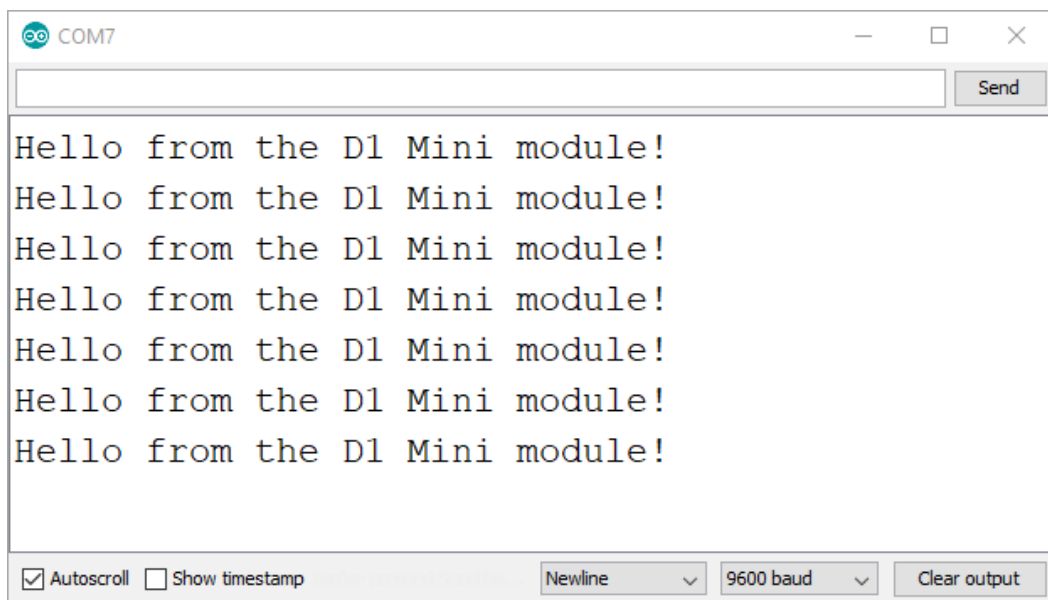 COM7
Send
Hello from the D1 Mini module!
Hello from the D1 Mini module!
Hello from the D1 Mini module!
Hello from the D1 Mini module!
Hello from the D1 Mini module!
Hello from the D1 Mini module!
Hello from the D1 Mini module!
Autoscroll Show timestamp Newline 9600 baud Clear output